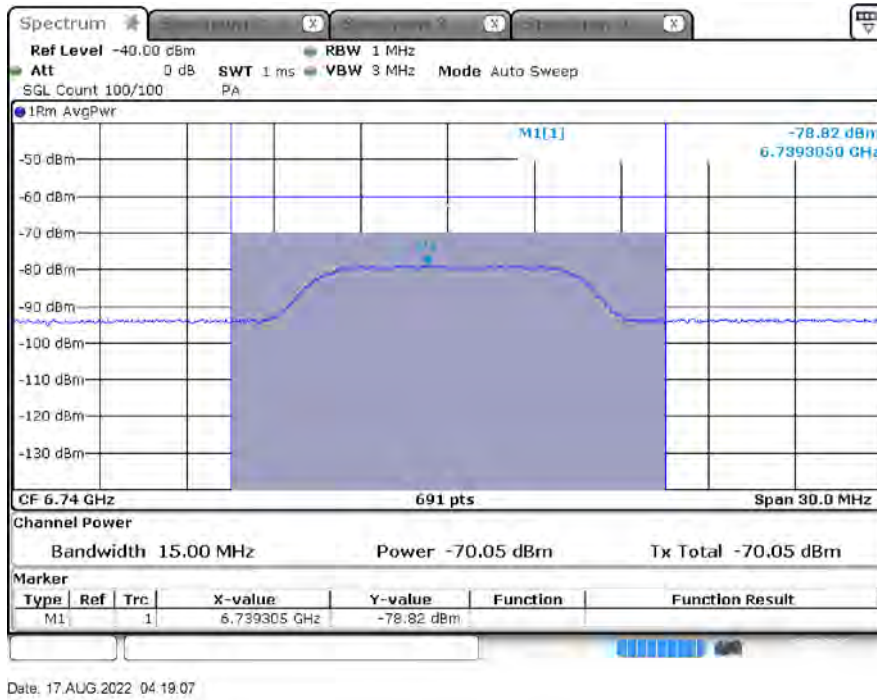 Spectrum X X X
Ref Level -40.00 dBm RBW 1 MHz
Att 0 dB SWT 1 ms VBW 3 MHz Mode Auto Sweep
SGL Count 100/100 PA
1Rm AvgPwr
M1[1] -78.82 dBm
6.7393050 GHz
-50 dBm
-60 dBm
-70 dBm
-80 dBm
-90 dBm
-100 dBm
-110 dBm
-120 dBm
-130 dBm
CF 6.74 GHz 691 pts Span 30.0 MHz
Channel Power
Bandwidth 15.00 MHz Power -70.05 dBm Tx Total -70.05 dBm
Marker
Type Ref Trc X-value Y-value Function Function Result
M1 1 6.739305 GHz -78.82 dBm
Date: 17.AUG.2022 04:19:07